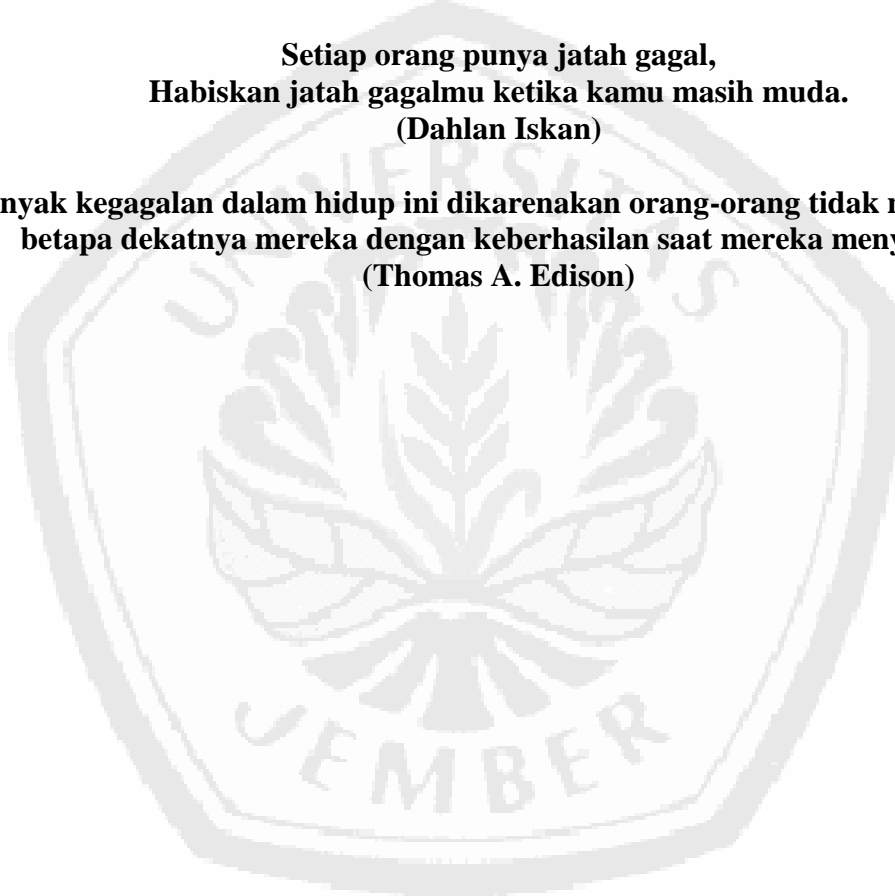 Setiap orang punya jatah gagal,
Habiskan jatah gagalmu ketika kamu masih muda.
(Dahlan Iskan)
kegagalan dalam hidup ini dikarenakan orang-orang tidak
betapa dekatnya mereka dengan keberhasilan saat mereka
(Thomas A. Edison)
UNIVERSITAS
JEMBER